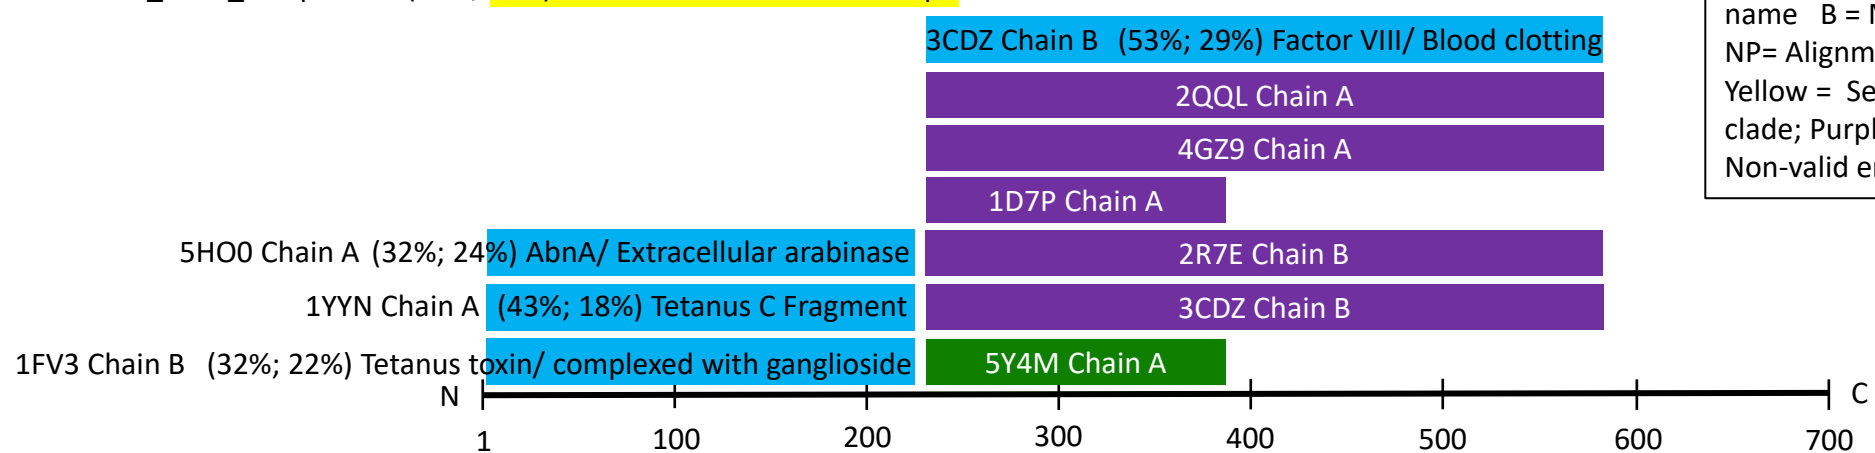 3CDZ Chain B (53%; 29%) Factor VIII/ Blood clotting
2QQL Chain A
4GZ9 Chain A
1D7P Chain A
5HO0 Chain A (32%; 24%) AbnA/ Extracellular arabinase
2R7E Chain B
1YYN Chain A (43%; 18%) Tetanus C Fragment
3CDZ Chain B
1FV3 Chain B (32%; 22%) Tetanus toxin/ complexed with ganglioside
5Y4M Chain A
N
C
1 100 200 300 400 500 600 700
name B =
NP= Alignm
Yellow = Se
clade; Purpl
Non-valid e